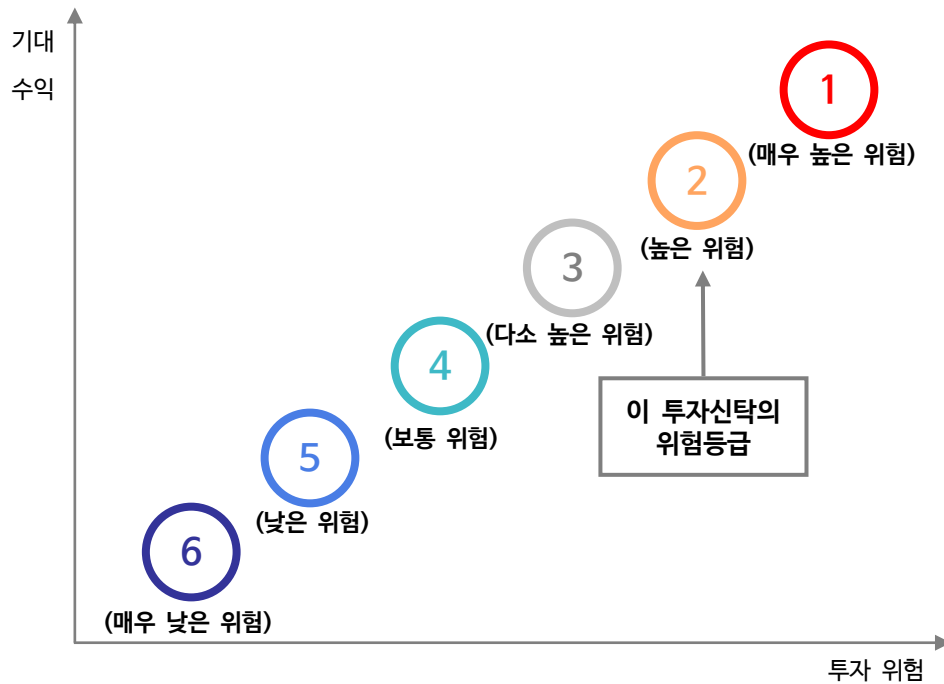 기대
수익
1
(매우 높은 위험)
2
(높은 위험)
3
(다소 높은 위험)
4
(보통 위험)
이 투자신탁의
위험등급
5
(낮은 위험)
6
(매우 낮은 위험)
투자 위험